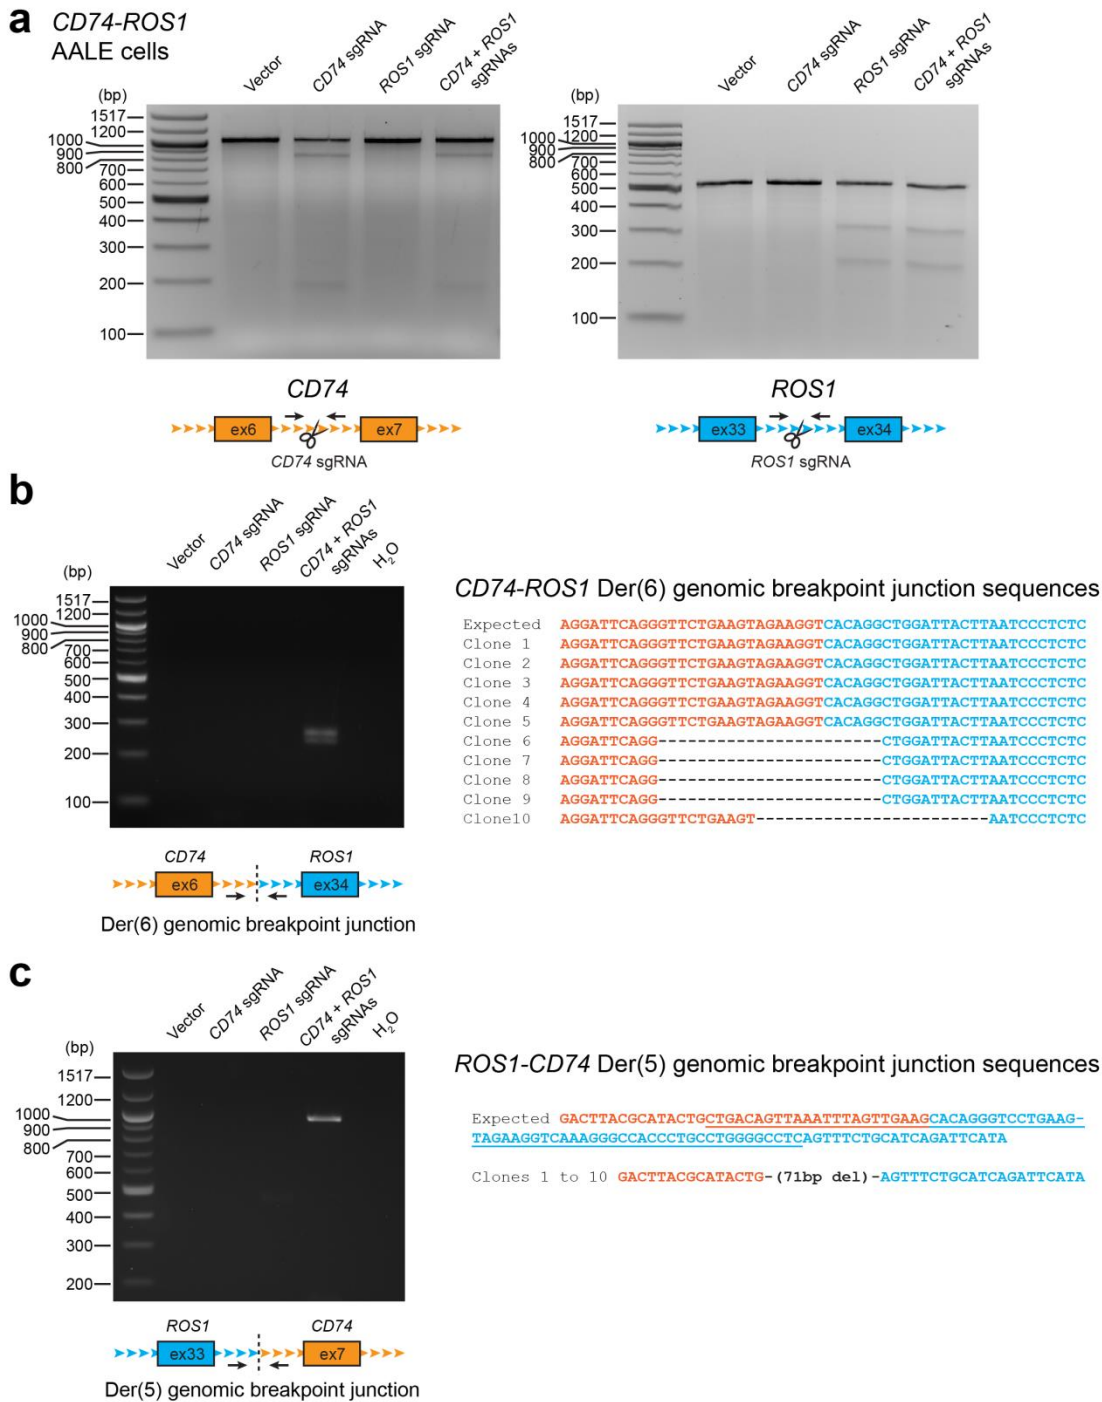 a
CD74-ROS1
AALE cells
Vector
CD74 sgRNA
ROS1 sgRNA
CD74 + ROS1
sgRNAs
(bp)
1517
1200
1000
900
800
700
600
500
400
300
200
100
Vector
CD74 sgRNA
ROS1 sgRNA
CD74 + ROS1
sgRNAs
(bp)
1517
1200
1000
900
800
700
600
500
400
300
200
100
CD74
ex6
ex7
CD74 sgRNA
ROS1
ex33
ex34
ROS1 sgRNA
b
Vector
CD74 sgRNA
ROS1 sgRNA
CD74 + ROS1
sgRNAs
H2O
(bp)
1517
1200
1000
900
800
700
600
500
400
300
200
100
CD74
ROS1
ex6
ex34
Der(6) genomic breakpoint junction
CD74-ROS1 Der(6) genomic breakpoint junction sequences
Expected AGGATTCAGGGTTCTGAAGTAGAAGGTCACAGGCTGGATTACTTAATCCCTCTC
Clone 1 AGGATTCAGGGTTCTGAAGTAGAAGGTCACAGGCTGGATTACTTAATCCCTCTC
Clone 2 AGGATTCAGGGTTCTGAAGTAGAAGGTCACAGGCTGGATTACTTAATCCCTCTC
Clone 3 AGGATTCAGGGTTCTGAAGTAGAAGGTCACAGGCTGGATTACTTAATCCCTCTC
Clone 4 AGGATTCAGGGTTCTGAAGTAGAAGGTCACAGGCTGGATTACTTAATCCCTCTC
Clone 5 AGGATTCAGGGTTCTGAAGTAGAAGGTCACAGGCTGGATTACTTAATCCCTCTC
Clone 6 AGGATTCAGG-----------------------CTGGATTACTTAATCCCTCTC
Clone 7 AGGATTCAGG-----------------------CTGGATTACTTAATCCCTCTC
Clone 8 AGGATTCAGG-----------------------CTGGATTACTTAATCCCTCTC
Clone 9 AGGATTCAGG-----------------------CTGGATTACTTAATCCCTCTC
Clone10 AGGATTCAGGGTTCTGAAGT------------------------AATCCCTCTC
c
Vector
CD74 sgRNA
ROS1 sgRNA
CD74 + ROS1
sgRNAs
H2O
(bp)
1517
1200
1000
900
800
700
600
500
400
300
200
ROS1
CD74
ex33
ex7
Der(5) genomic breakpoint junction
ROS1-CD74 Der(5) genomic breakpoint junction sequences
Expected GACTTACGCATACTGCTGACAGTTAAATTTAGTTGAAGCACAGGGTCCTGAAG-
TAGAAGGTCAAAGGGCCACCCTGCCTGGGGCCTCAGTTTCTGCATCAGATTCATA
Clones 1 to 10 GACTTACGCATACTG-(71bp del)-AGTTTCTGCATCAGATTCATA